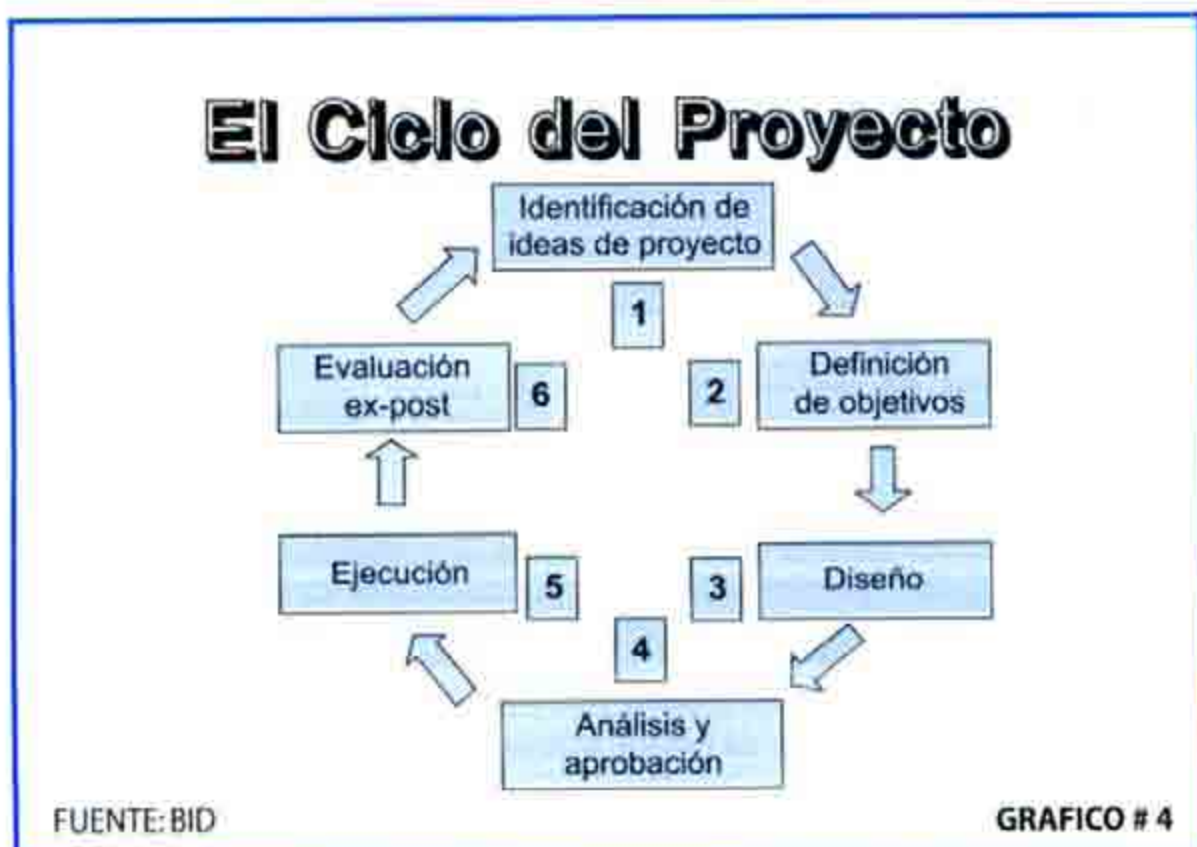 El Ciclo del Proyecto
Identificación de
ideas de proyecto
1
Definición
de objetivos
2
Diseño
3
Análisis y
aprobación
4
Ejecución
5
Evaluación
ex-post
6
FUENTE: BID
GRAFICO # 4